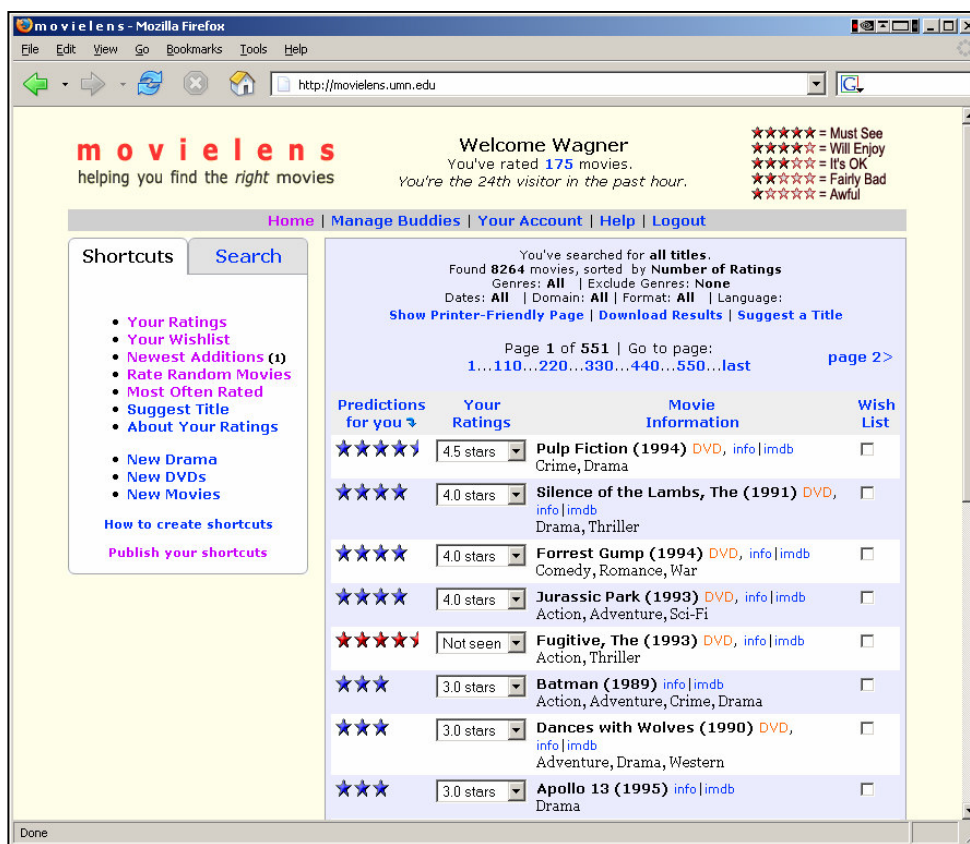 movielens - Mozilla Firefox
File Edit View Go Bookmarks Tools Help
http://movielens.umn.edu
G
movielens
helping you find the right movies
Welcome Wagner
You've rated 175 movies.
You're the 24th visitor in the past hour.
★★★★★ = Must See
★★★★☆ = Will Enjoy
★★★☆☆ = It's OK
★★☆☆☆ = Fairly Bad
★☆☆☆☆ = Awful
Home | Manage Buddies | Your Account | Help | Logout
Shortcuts Search
• Your Ratings
• Your Wishlist
• Newest Additions (1)
• Rate Random Movies
• Most Often Rated
• Suggest Title
• About Your Ratings
• New Drama
• New DVDs
• New Movies
How to create shortcuts
Publish your shortcuts
You've searched for all titles.
Found 8264 movies, sorted by Number of Ratings
Genres: All | Exclude Genres: None
Dates: All | Domain: All | Format: All | Language:
Show Printer-Friendly Page | Download Results | Suggest a Title
Page 1 of 551 | Go to page:
1...110...220...330...440...550...last
page 2>
Predictions for you
Your Ratings
Movie Information
Wish List
4.5 stars Pulp Fiction (1994) DVD, info|imdb
Crime, Drama
4.0 stars Silence of the Lambs, The (1991) DVD,
info|imdb
Drama, Thriller
4.0 stars Forrest Gump (1994) DVD, info|imdb
Comedy, Romance, War
4.0 stars Jurassic Park (1993) DVD, info|imdb
Action, Adventure, Sci-Fi
Not seen Fugitive, The (1993) DVD, info|imdb
Action, Thriller
3.0 stars Batman (1989) info|imdb
Action, Adventure, Crime, Drama
3.0 stars Dances with Wolves (1990) DVD,
info|imdb
Adventure, Drama, Western
3.0 stars Apollo 13 (1995) info|imdb
Drama
Done